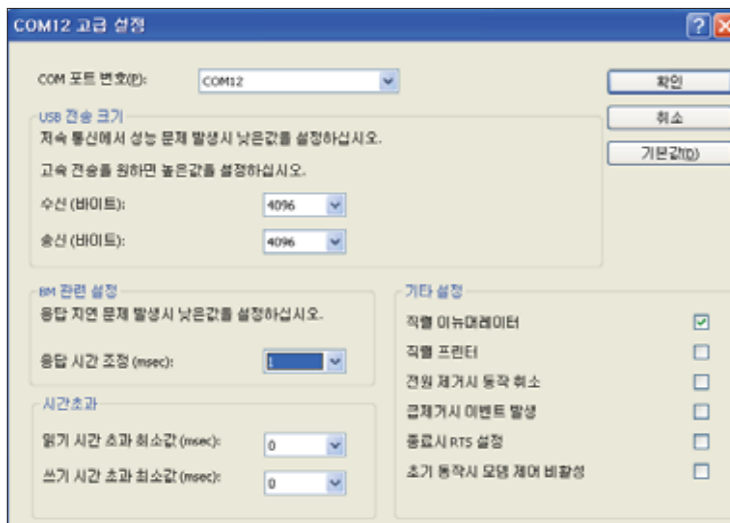 COM12 고급 설정
COM 포트 번호(P): COM12
확인
취소
기본값(D)
USB 전송 크기
저속 통신에서 성능 문제 발생시 낮은값를 설정하십시오.
고속 전송를 원하면 높은값를 설정하십시오.
수신 (바이트): 4096
송신 (바이트): 4096
BM 관련 설정
응답 지연 문제 발생시 낮은값를 설정하십시오.
응답 시간 조정 (msec): 1
시간초과
읽기 시간 초과 최소값 (msec): 0
쓰기 시간 초과 최소값 (msec): 0
기타 설정
직렬 이뉴머레이터
직렬 프린터
전원 제거시 동작 취소
급제거시 이벤트 발생
종료시 RTS 설정
초기 동작시 모뎀 제어 비활성